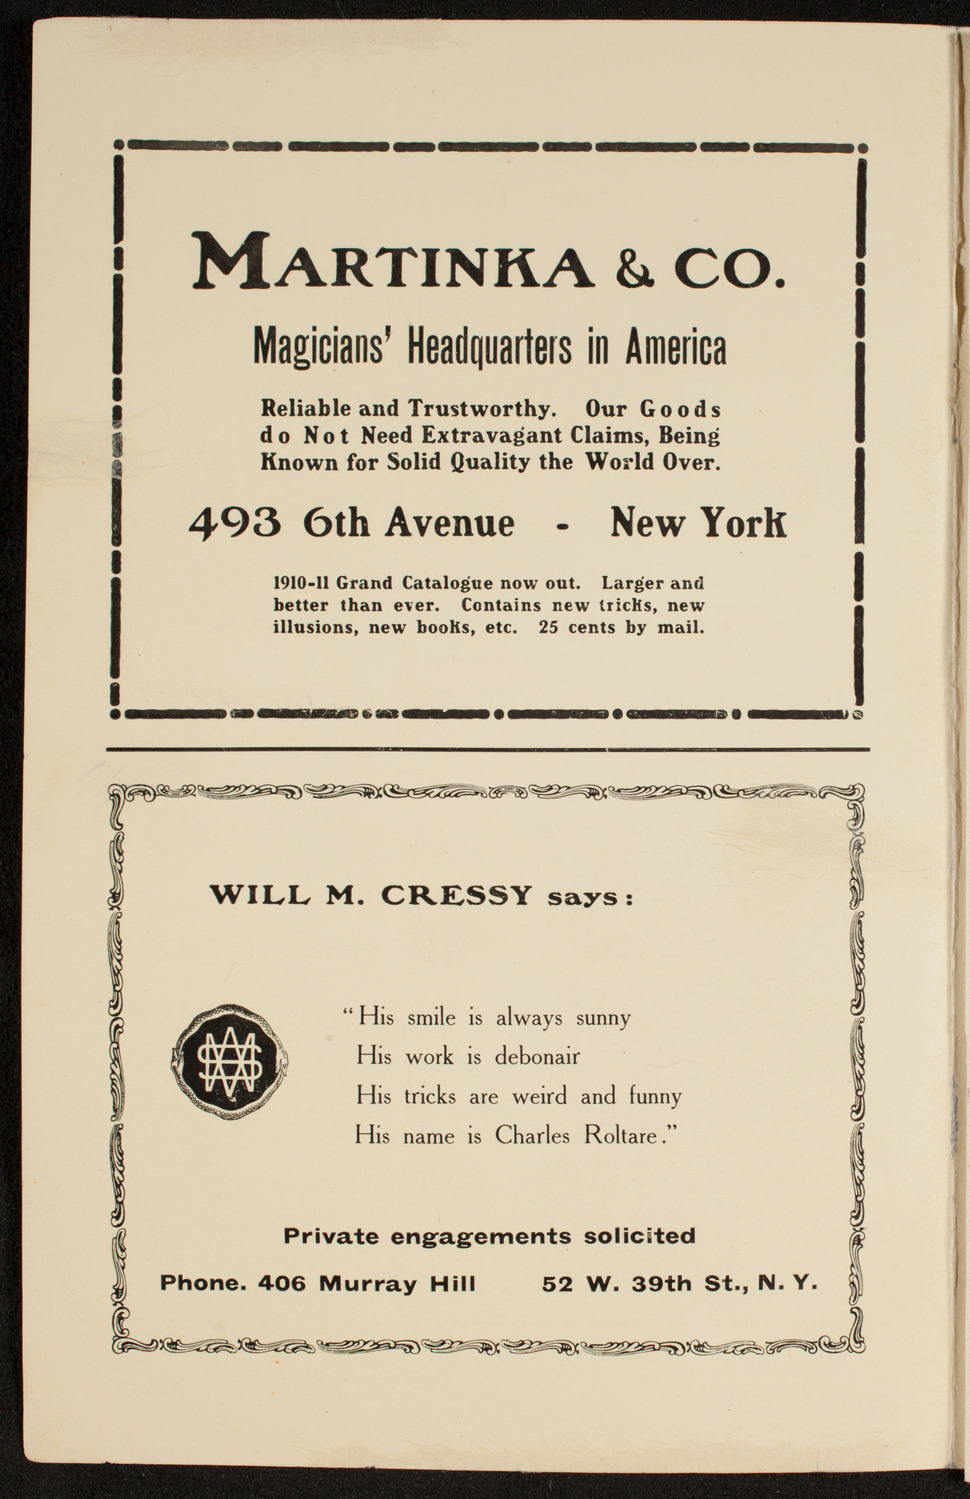 MARTINKA & CO.
Magicians' Headquarters in America
Reliable and Trustworthy. Our Goods
do Not Need Extravagant Claims, Being
Known for Solid Quality the World Over.
493 6th Avenue - New York
1910-11 Grand Catalogue now out. Larger and
better than ever. Contains new tricks, new
illusions, new books, etc. 25 cents by mail.
WILL M. CRESSY says:
"His smile is always sunny
His work is debonair
His tricks are weird and funny
His name is Charles Roltare."
Private engagements solicited
Phone. 406 Murray Hill 52 W. 39th St., N. Y.